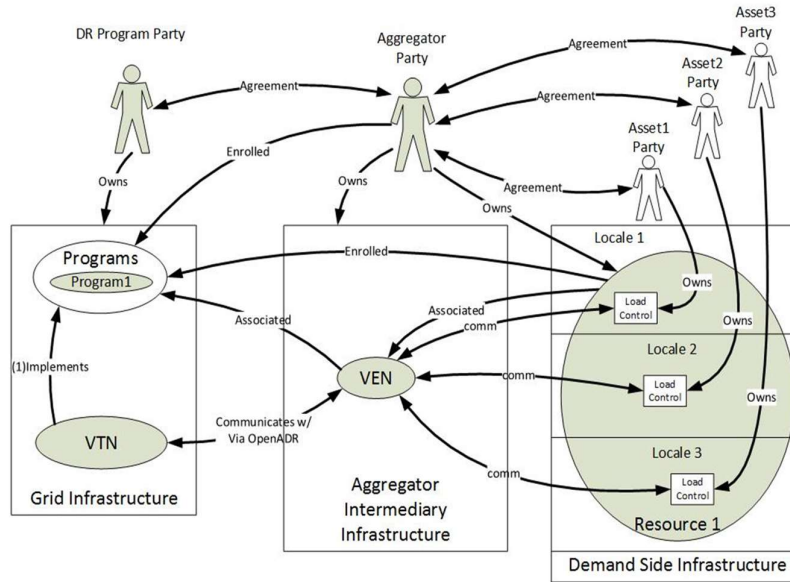 DR Program Party
Aggregator
Party
Asset3
Party
Asset2
Party
Asset1
Party
Agreement
Agreement
Agreement
Agreement
Enrolled
Owns
Owns
Owns
Programs
Program1
Enrolled
Locale 1
Owns
Load
Control
Associated
comm
Associated
(1)Implements
VEN
comm
Locale 2
Owns
Load
Control
Owns
VTN
Communicates w/
Via OpenADR
comm
Locale 3
Load
Control
Resource 1
Grid Infrastructure
Aggregator
Intermediary
Infrastructure
Demand Side Infrastructure